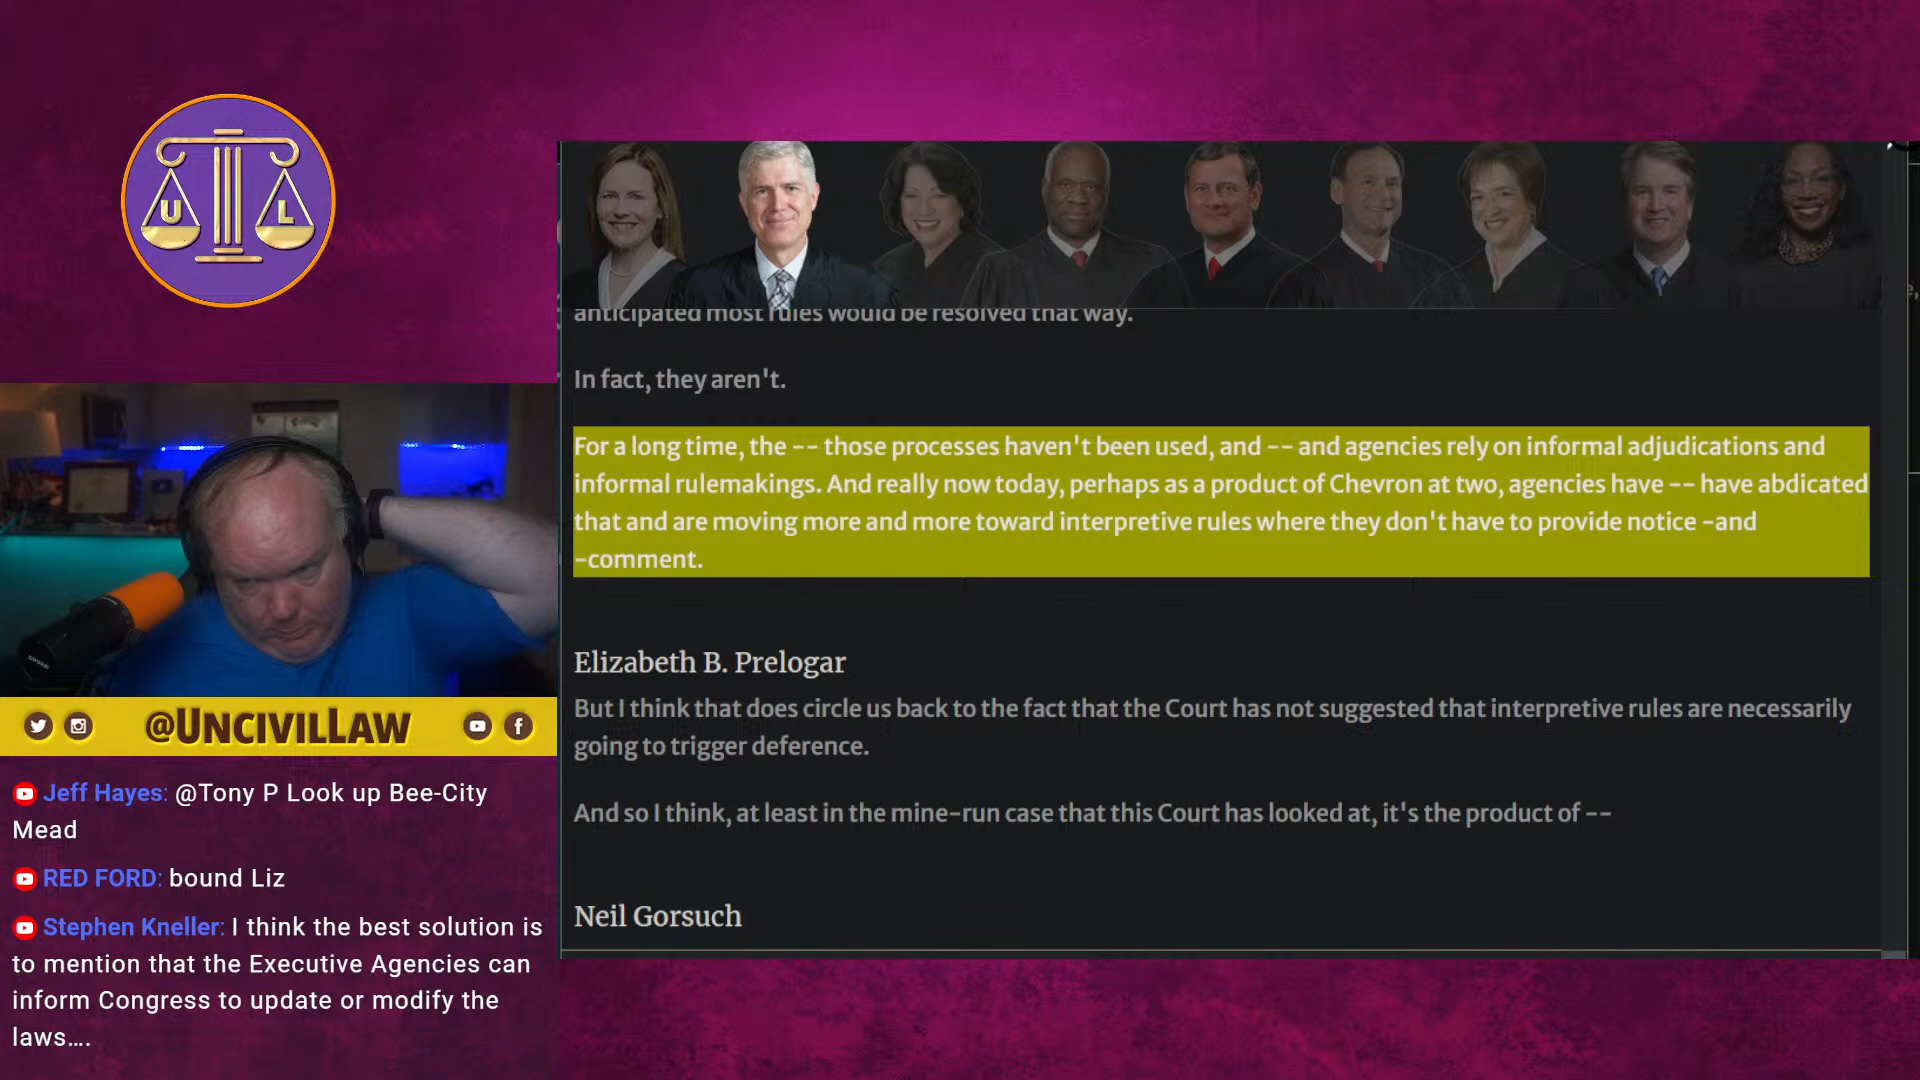 U L
anticipated most rules would be resolved that way.
In fact, they aren't.
For a long time, the -- those processes haven't been used, and -- and agencies rely on informal adjudications and
informal rulemakings. And really now today, perhaps as a product of Chevron at two, agencies have -- have abdicated
that and are moving more and more toward interpretive rules where they don't have to provide notice -and
-comment.
Elizabeth B. Prelogar
But I think that does circle us back to the fact that the Court has not suggested that interpretive rules are necessarily
going to trigger deference.
And so I think, at least in the mine-run case that this Court has looked at, it's the product of --
Neil Gorsuch
@UNCIVILLAW
Jeff Hayes: @Tony P Look up Bee-City
Mead
RED FORD: bound Liz
Stephen Kneller: I think the best solution is
to mention that the Executive Agencies can
inform Congress to update or modify the
laws....